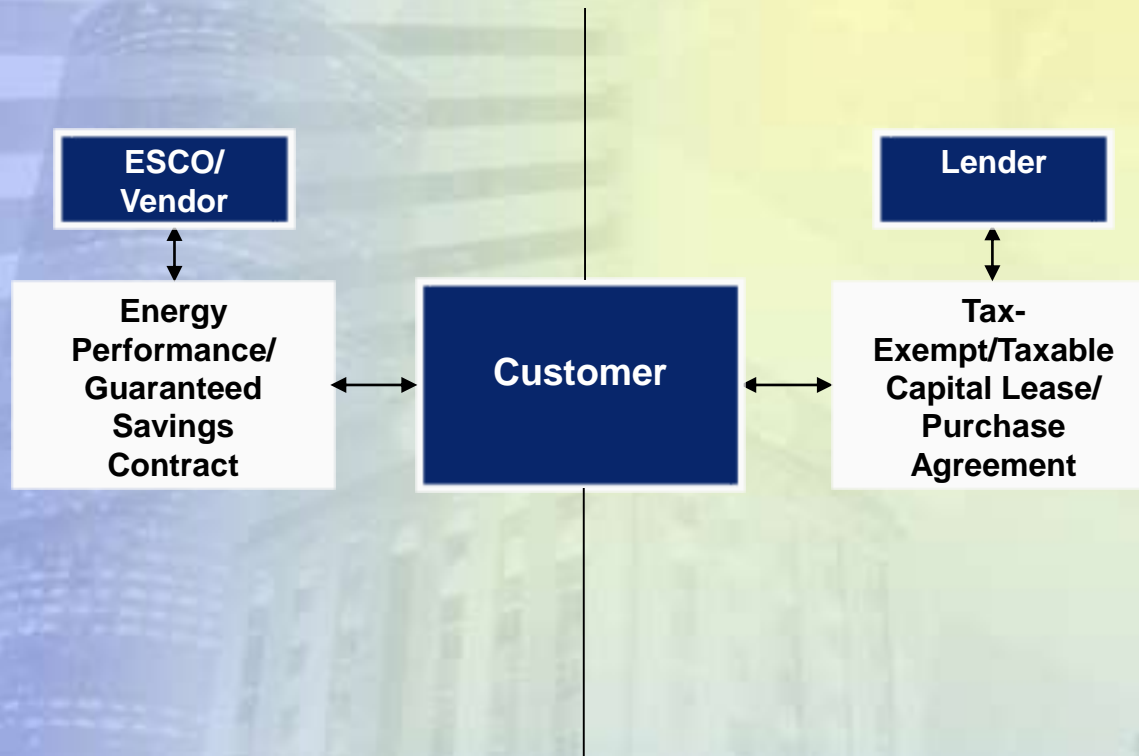 ESCO/
Vendor
Lender
Energy
Performance/
Guaranteed
Savings
Contract
Customer
Tax-
Exempt/Taxable
Capital Lease/
Purchase
Agreement